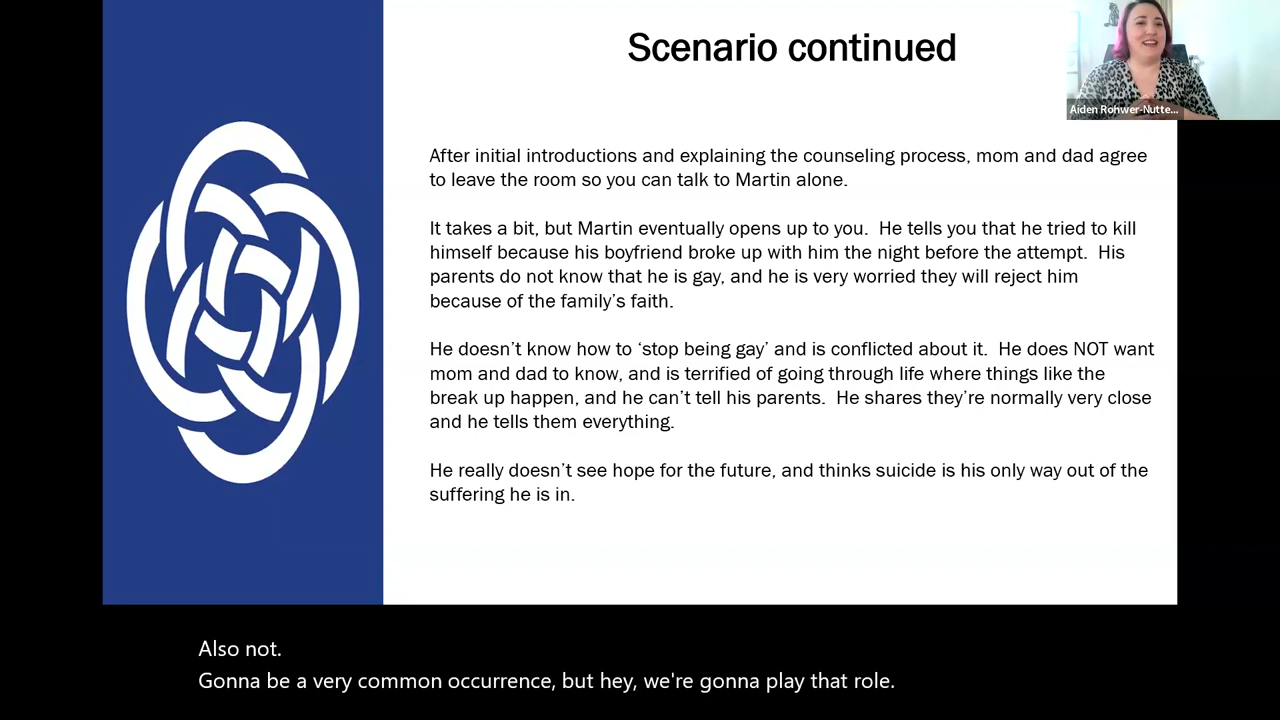 Scenario continued
Aiden Rohwer-Nutte...
After initial introductions and explaining the counseling process, mom and dad agree
to leave the room so you can talk to Martin alone.
It takes a bit, but Martin eventually opens up to you.  He tells you that he tried to kill
himself because his boyfriend broke up with him the night before the attempt.  His
parents do not know that he is gay, and he is very worried they will reject him
because of the family’s faith.
He doesn’t know how to ‘stop being gay’ and is conflicted about it.  He does NOT want
mom and dad to know, and is terrified of going through life where things like the
break up happen, and he can’t tell his parents.  He shares they’re normally very close
and he tells them everything.
He really doesn’t see hope for the future, and thinks suicide is his only way out of the
suffering he is in.
Also not.
Gonna be a very common occurrence, but hey, we're gonna play that role.